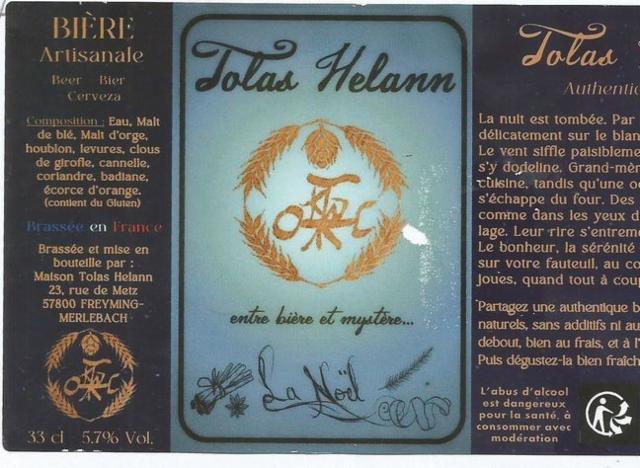 BIÈRE
Artisanale
Beer Bier
Cerveza
Composition : Eau, Malt
de blé, Malt d'orge,
houblon, levures, clous
de girofle, cannelle,
coriandre, badiane,
écorce d'orange.
(contient du Gluten)
Brassée en France
Brassée et mise en
bouteille par :
Maison Tolas Helann
23, rue de Metz
57800 FREYMING-
MERLEBACH
33 cl 5.7% Vol.
Tolas Helann
entre bière et mystère...
La Noël
Tolas
Authentic
La nuit est tombée. Par
délicatement sur le blan
Le vent siffle paisibleme
s'y dodeline. Grand-mèr
cuisine, tandis qu'une o
s'échappe du four. Des
comme dans les yeux d
lage. Leur rire s'entrem
Le bonheur, la sérénité
sur votre fauteuil, au co
joues, quand tout à coup
Partagez une authentique b
naturels, sans additifs ni au
debout, bien au frais, et à l'
Puis dégustez-la bien fraîch
L'abus d'alcool
est dangereux
pour la santé, à
consommer avec
modération